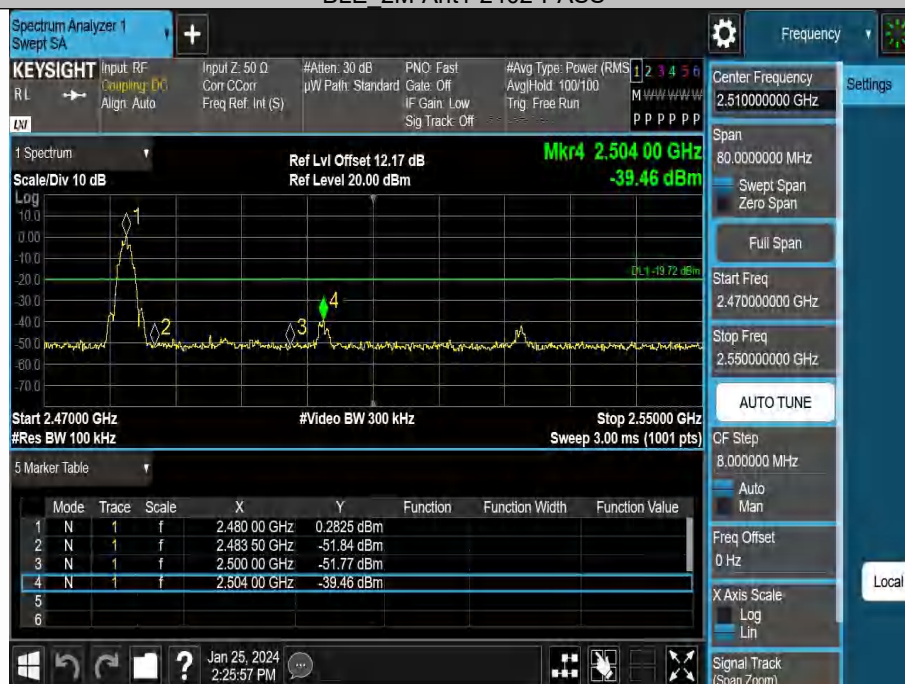 Spectrum Analyzer 1
Swept SA
Frequency
KEYSIGHT
RL
LXI
Input: RF
Coupling: DC
Align: Auto
Input Z: 50 Ω
Corr CCorr
Freq Ref: Int (S)
#Atten: 30 dB
µW Path: Standard
PNO: Fast
Gate: Off
IF Gain: Low
Sig Track: Off
#Avg Type: Power (RMS
Avg|Hold: 100/100
Trig: Free Run
1 2 3 4 5 6
M W W W W W
P P P P P P
Center Frequency
2.510000000 GHz
Settings
Span
80.0000000 MHz
Swept Span
Zero Span
Full Span
Start Freq
2.470000000 GHz
Stop Freq
2.550000000 GHz
AUTO TUNE
CF Step
8.000000 MHz
Auto
Man
Freq Offset
0 Hz
X Axis Scale
Log
Lin
Signal Track
(Span Zoom)
Local
1 Spectrum
Scale/Div 10 dB
Ref Lvl Offset 12.17 dB
Ref Level 20.00 dBm
Mkr4 2.504 00 GHz
-39.46 dBm
Log
10.0
0.00
-10.0
-20.0
-30.0
-40.0
-50.0
-60.0
-70.0
1
2
3
4
DL1 -19.72 dBm
Start 2.47000 GHz
#Video BW 300 kHz
Stop 2.55000 GHz
#Res BW 100 kHz
Sweep 3.00 ms (1001 pts)
5 Marker Table
Mode Trace Scale X Y Function Function Width Function Value
1 N 1 f 2.480 00 GHz 0.2825 dBm
2 N 1 f 2.483 50 GHz -51.84 dBm
3 N 1 f 2.500 00 GHz -51.77 dBm
4 N 1 f 2.504 00 GHz -39.46 dBm
5
6
Jan 25, 2024
2:25:57 PM